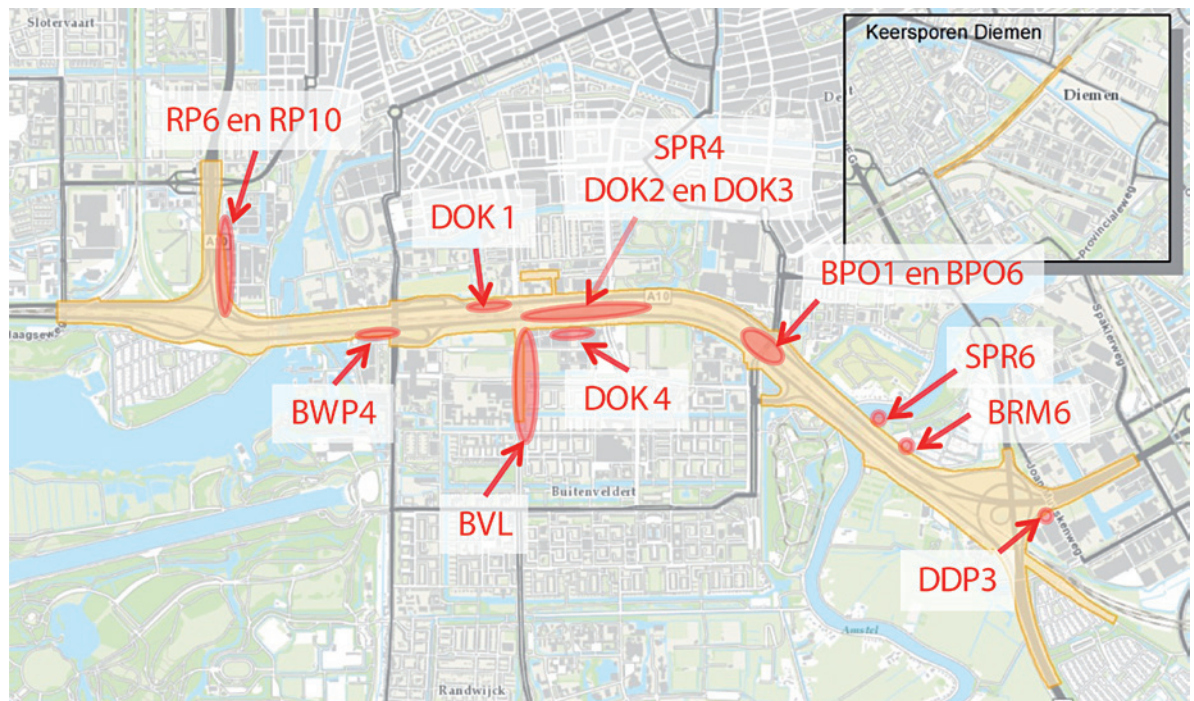 Slotervaart
Keersporen Diemen
Diemen
Provincialeweg
RP6 en RP10
SPR4
DOK2 en DOK3
DOK 1
A10
A10
BPO1 en BPO6
SPR6
BRM6
BWP4
DOK 4
BVL
DDP3
Spaklerweg
Buitenveldert
Amstel
Randwijck